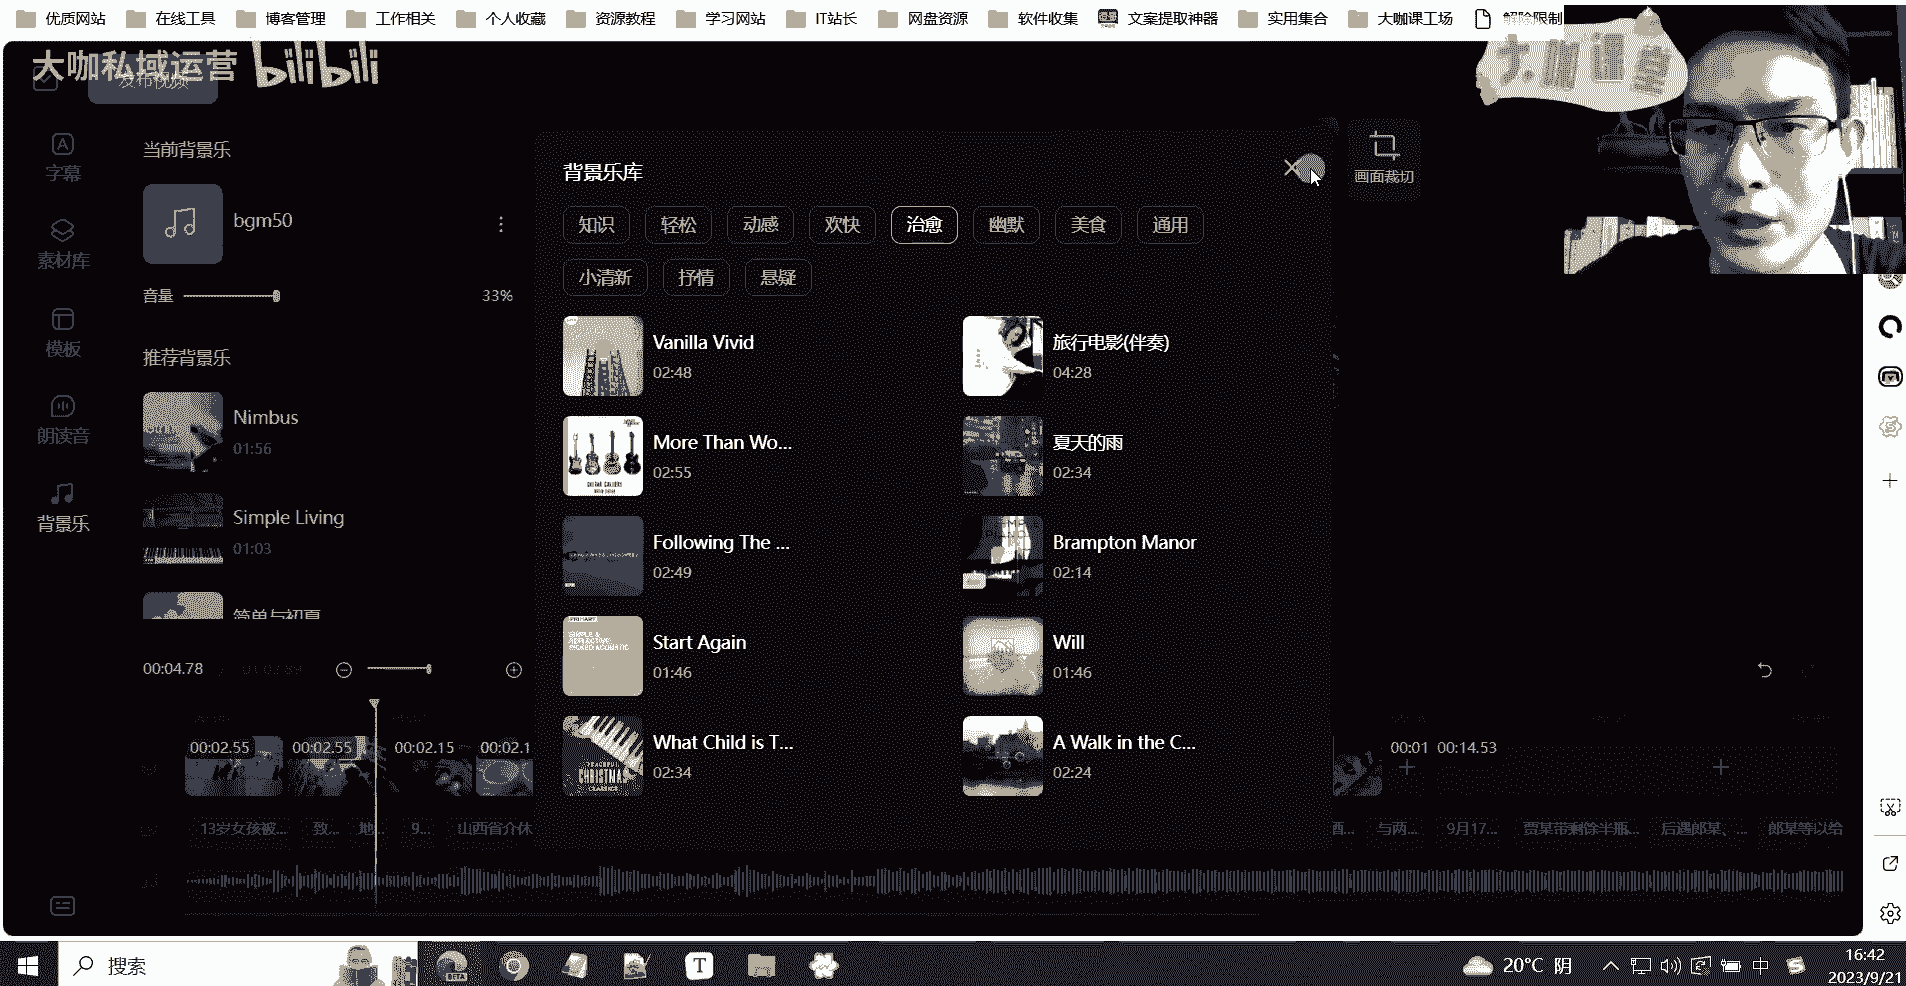 优质网站 在线工具 博客管理 工作相关 个人收藏 资源教程 学习网站 IT站长 网盘资源 软件收集 文案提取神器 实用集合 大咖课工场 解除限制
大咖私域运营 bilibili
发布视频
大咖课堂
字幕
素材库
模板
朗读音
背景乐
当前背景乐
bgm50
音量 33%
推荐背景乐
Nimbus
01:56
Simple Living
01:03
简单与初夏
背景乐库
画面裁切
知识 轻松 动感 欢快 治愈 幽默 美食 通用
小清新 抒情 悬疑
Vanilla Vivid
02:48
旅行电影(伴奏)
04:28
More Than Wo...
02:55
夏天的雨
02:34
Following The ...
02:49
Brampton Manor
02:14
Start Again
01:46
Will
01:46
What Child is T...
02:34
A Walk in the C...
02:24
00:04.78
00:02.55 00:02.55 00:02.15 00:02.1 00:01 00:14.53
13岁女孩被... 致... 地... 9... 山西省介休 酒... 与两... 9月17... 贾某带剩余半瓶... 后遇郎某、... 郎某等以给
搜索
BETA
T
20°C 阴
中
16:42
2023/9/21